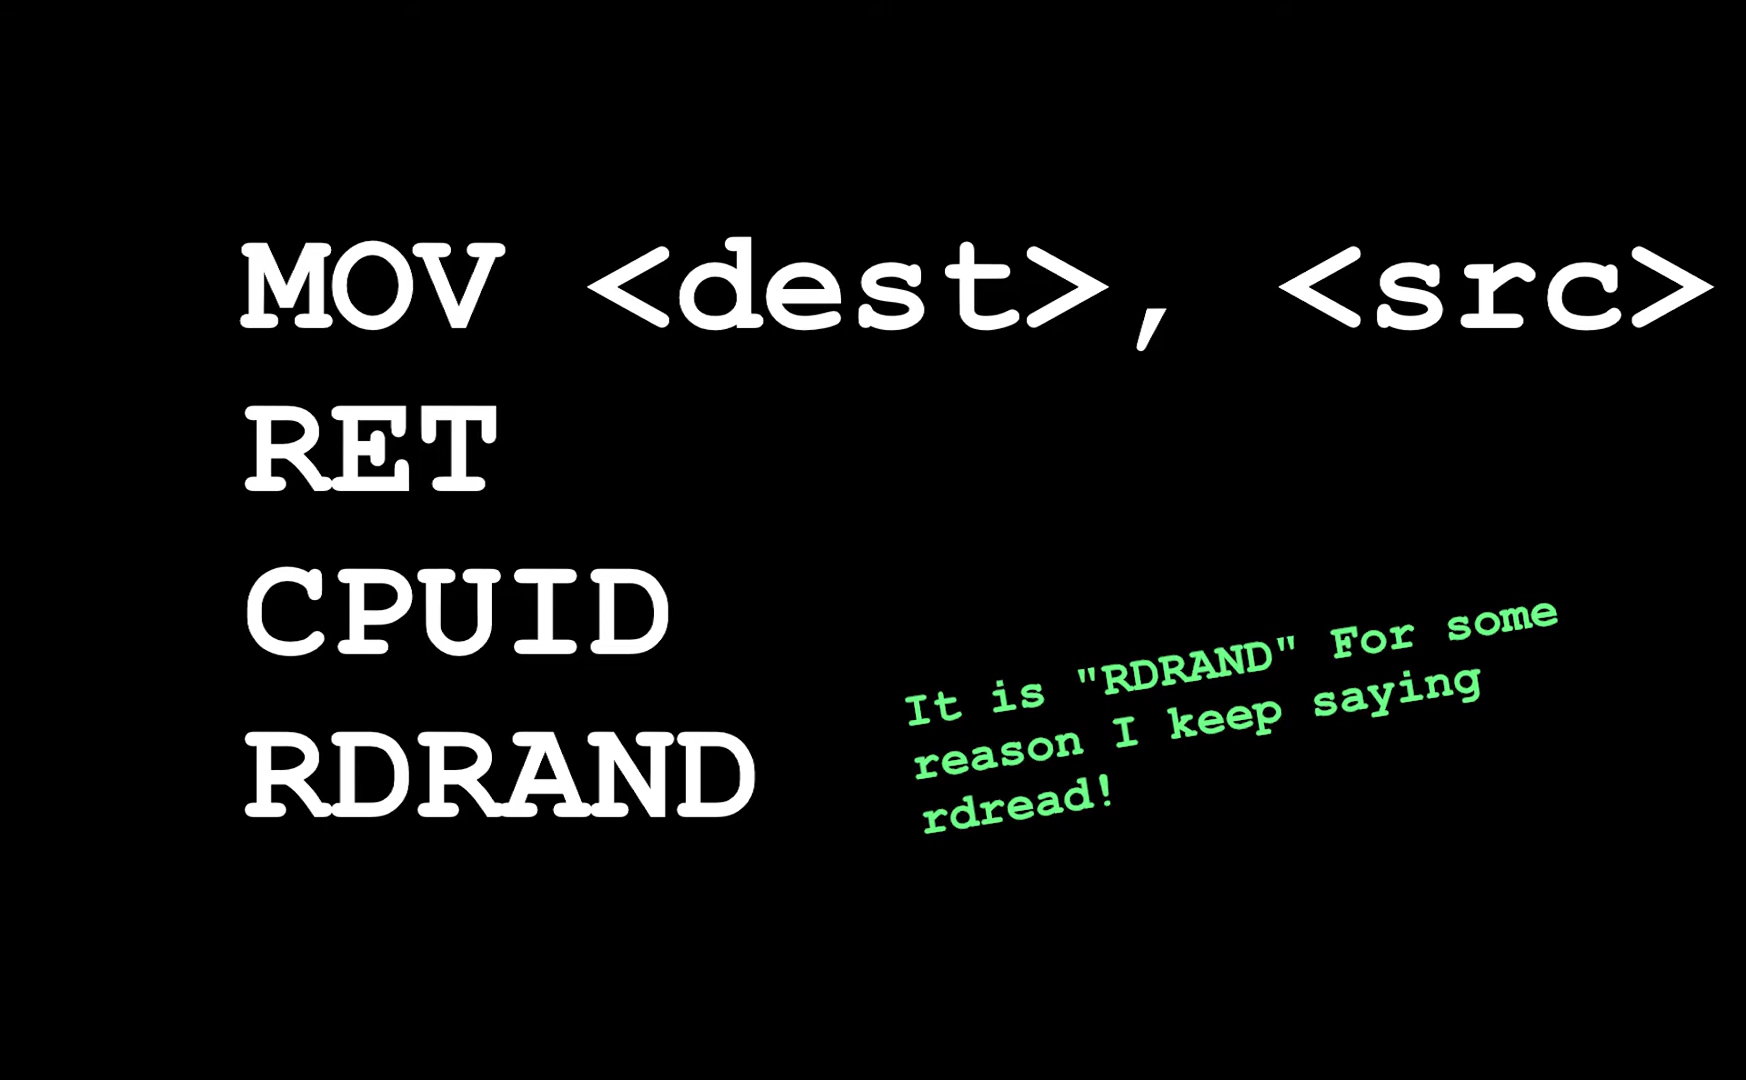 MOV <dest>, <src>
RET
CPUID
RDRAND
It is "RDRAND" For some
reason I keep saying
rdread!